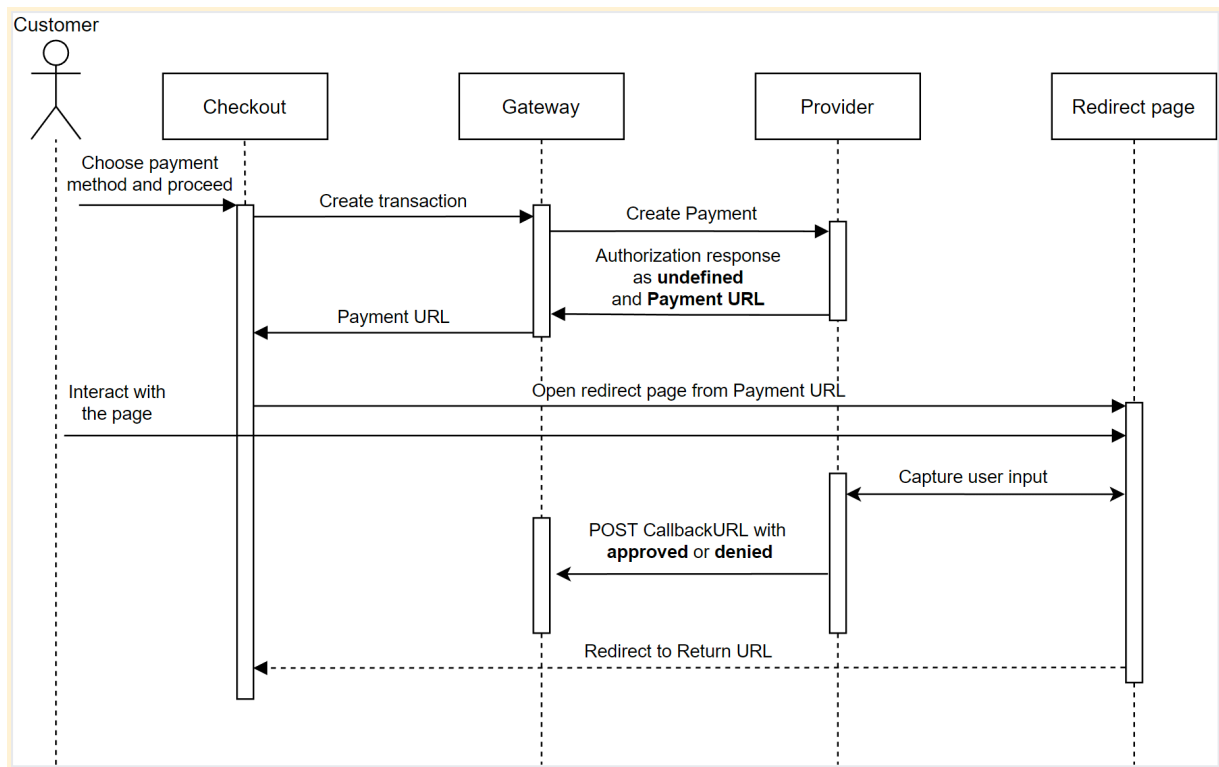 Customer
Checkout
Gateway
Provider
Redirect page
Choose payment
method and proceed
Create transaction
Create Payment
Authorization response
as undefined
and Payment URL
Payment URL
Interact with
the page
Open redirect page from Payment URL
Capture user input
POST CallbackURL with
approved or denied
Redirect to Return URL